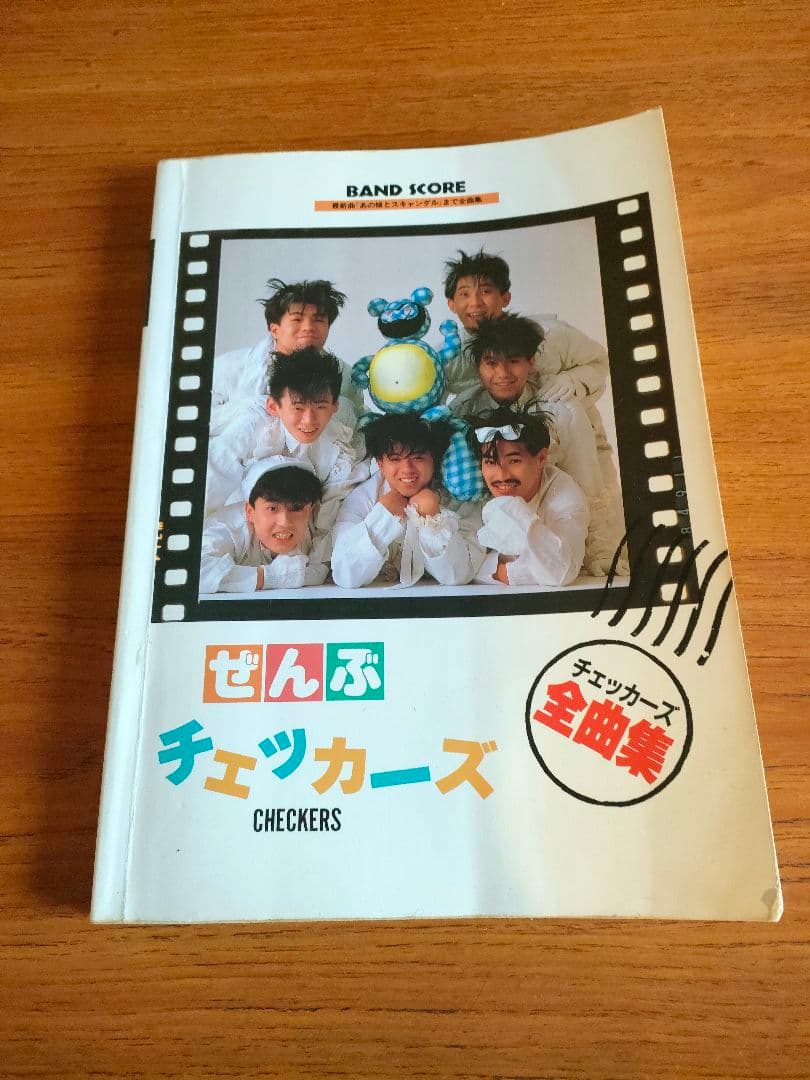 BAND SCORE
最新曲「あの娘とスキャンダル」まで全曲集
ぜんぶ
チェッカーズ
CHECKERS
チェッカーズ
全曲集